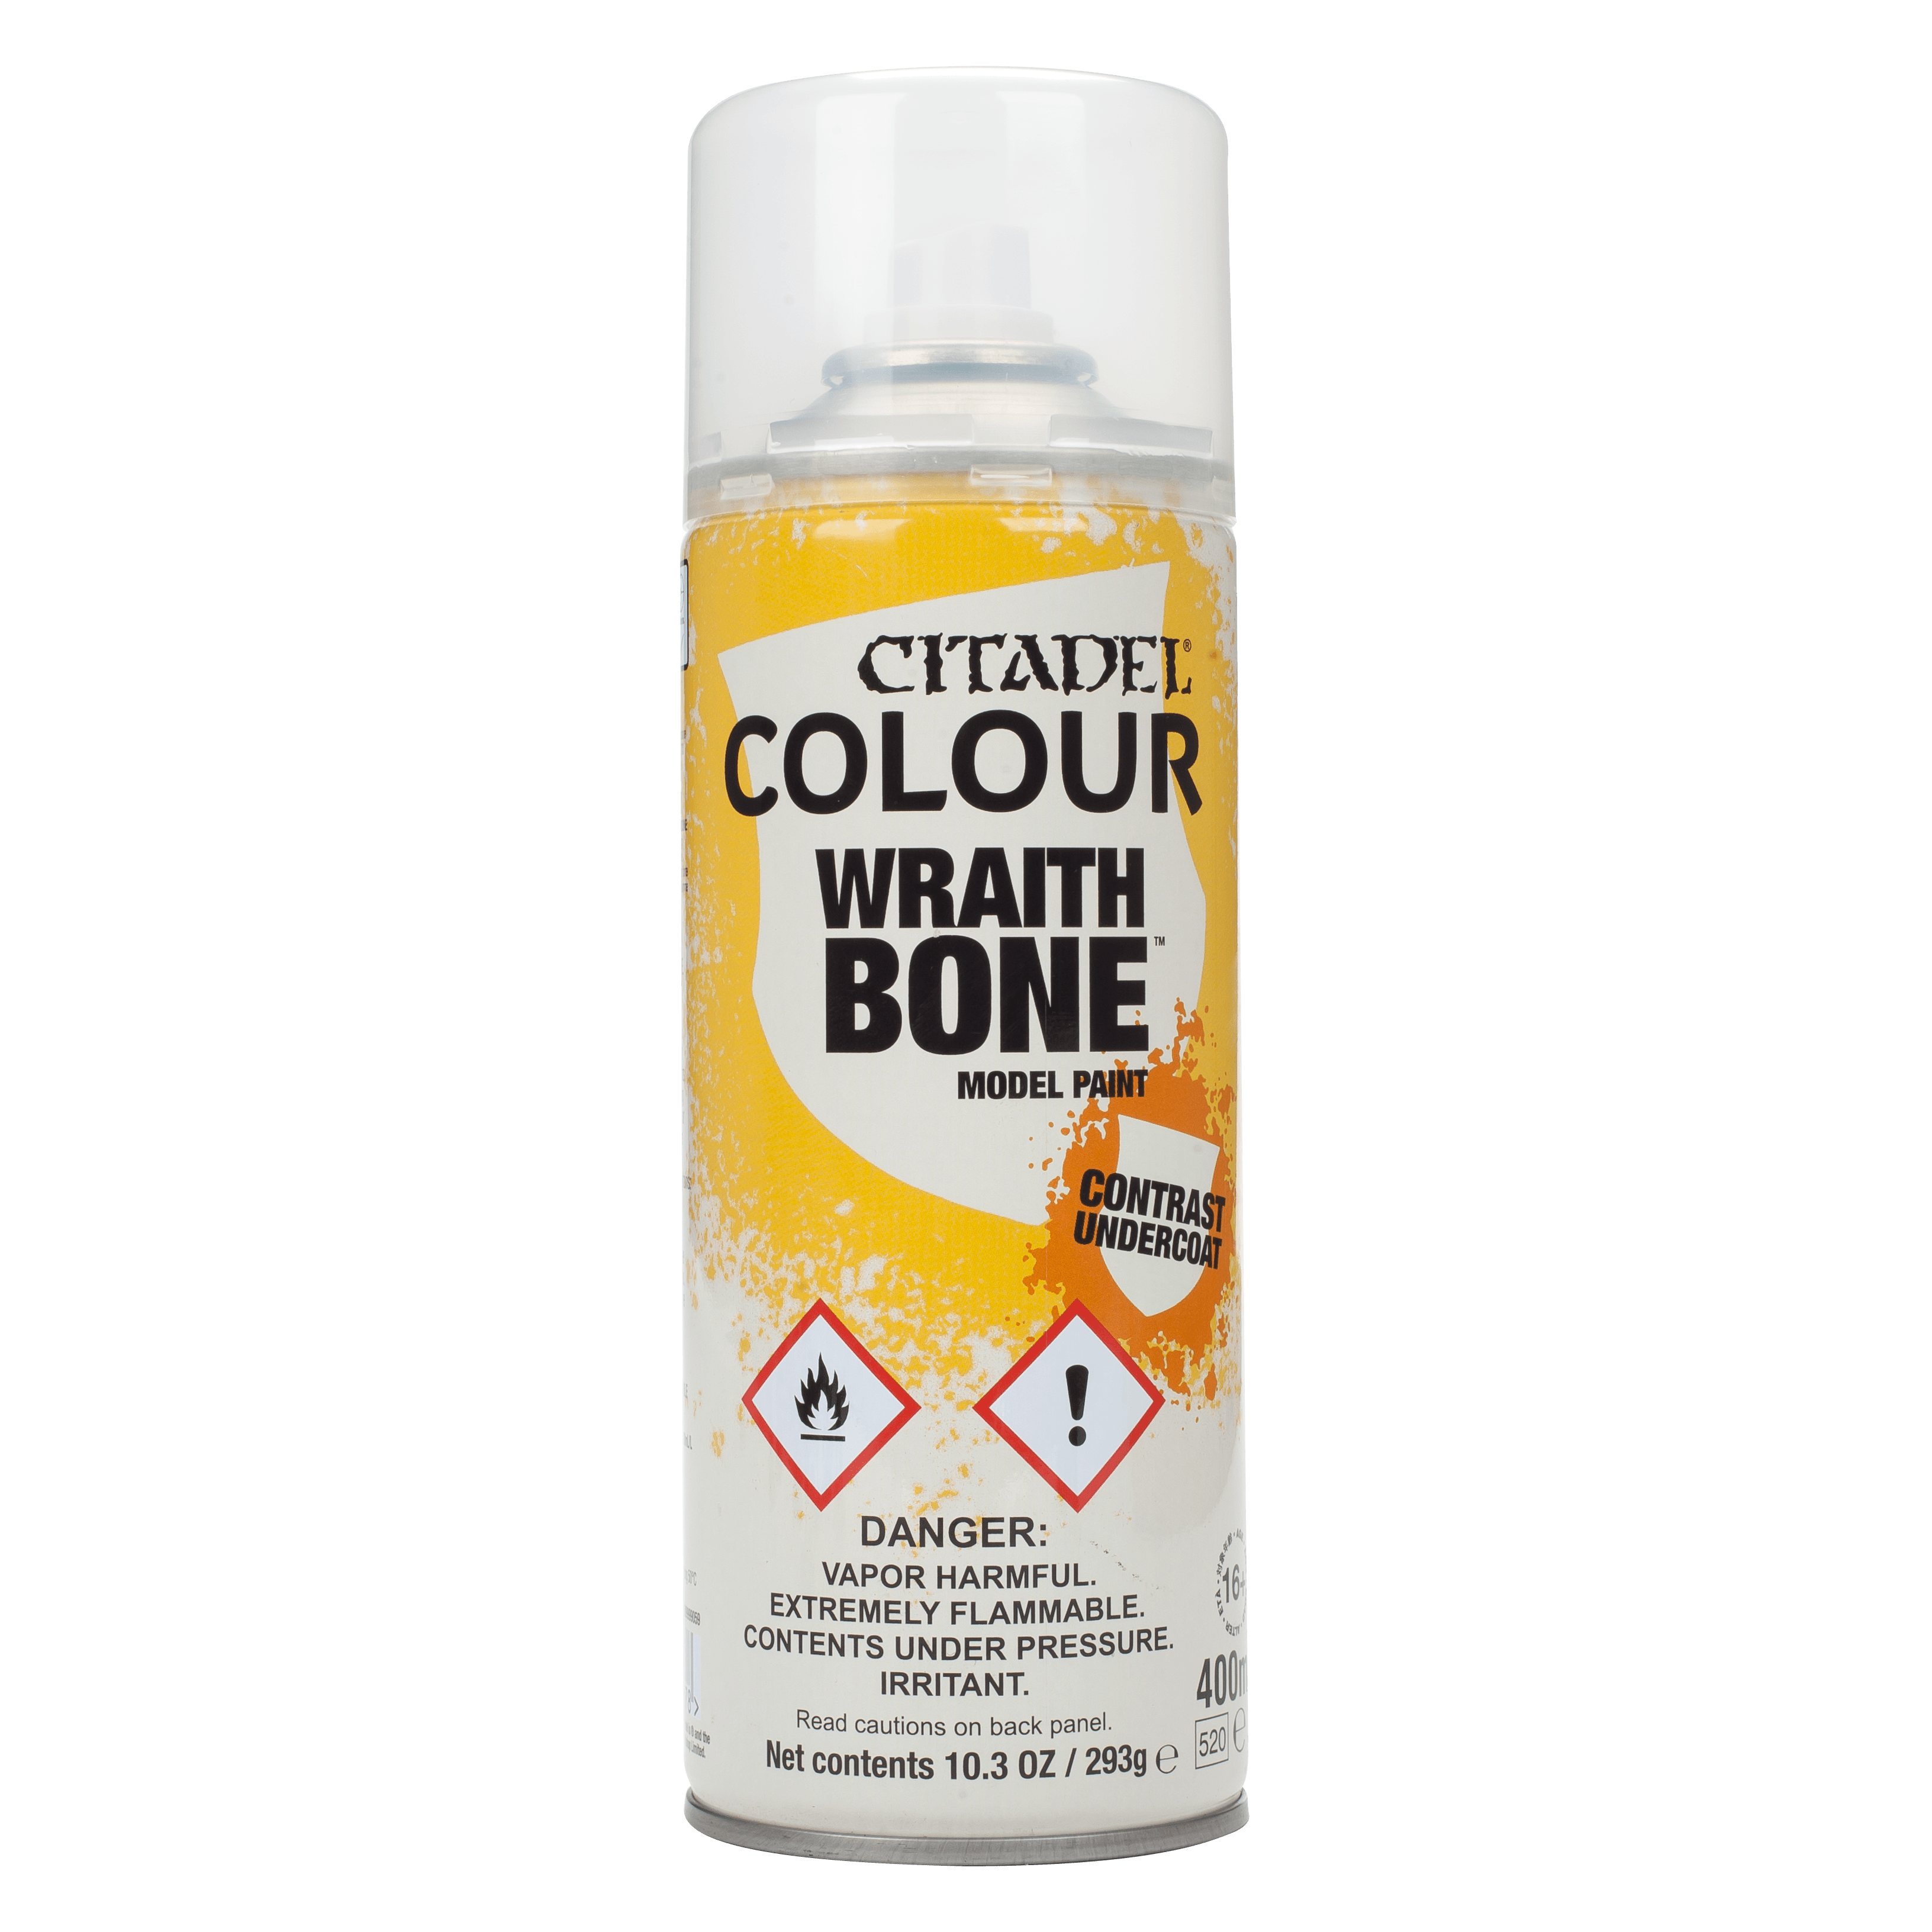 CITADEL®
COLOUR
WRAITH
BONE™
MODEL PAINT
CONTRAST
UNDERCOAT
DANGER:
VAPOR HARMFUL.
EXTREMELY FLAMMABLE.
CONTENTS UNDER PRESSURE.
IRRITANT.
Read cautions on back panel.
Net contents 10.3 OZ / 293g ℮
16+
400m
520 ℮